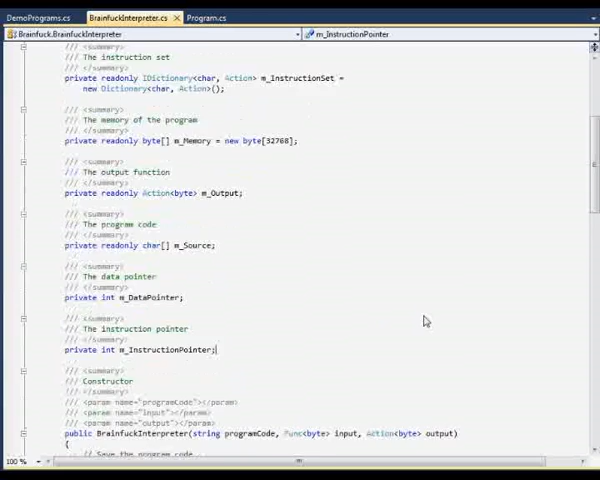 DemoPrograms.cs BrainfuckInterpreter.cs Program.cs
Brainfuck.BrainfuckInterpreter m_InstructionPointer
/// <summary>
/// The instruction set
/// </summary>
private readonly IDictionary<char, Action> m_InstructionSet =
new Dictionary<char, Action>();
/// <summary>
/// The memory of the program
/// </summary>
private readonly byte[] m_Memory = new byte[32768];
/// <summary>
/// The output function
/// </summary>
private readonly Action<byte> m_Output;
/// <summary>
/// The program code
/// </summary>
private readonly char[] m_Source;
/// <summary>
/// The data pointer
/// </summary>
private int m_DataPointer;
/// <summary>
/// The instruction pointer
/// </summary>
private int m_InstructionPointer;
/// <summary>
/// Constructor
/// </summary>
/// <param name="programCode"></param>
/// <param name="input"></param>
/// <param name="output"></param>
public BrainfuckInterpreter(string programCode, Func<byte> input, Action<byte> output)
{
// Save the program code
100 %